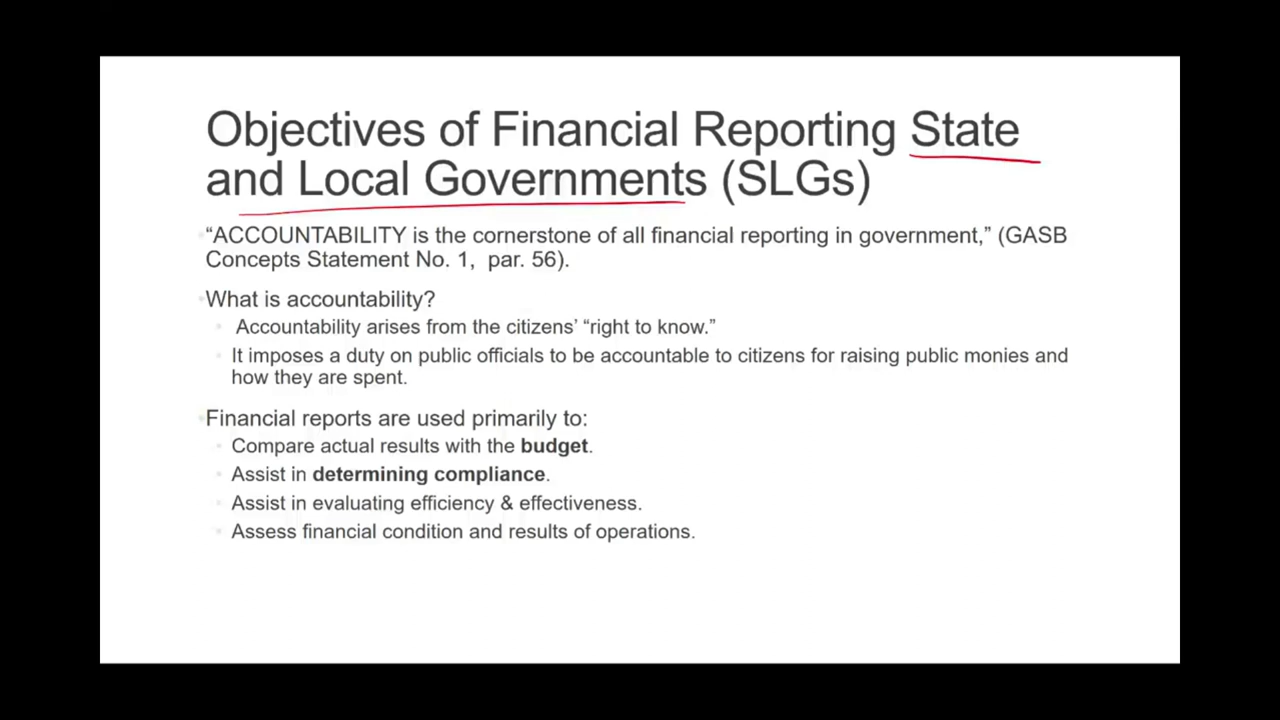 Objectives of Financial Reporting State
and Local Governments (SLGs)
“ACCOUNTABILITY is the cornerstone of all financial reporting in government,” (GASB
Concepts Statement No. 1, par. 56).
What is accountability?
Accountability arises from the citizens’ “right to know.”
It imposes a duty on public officials to be accountable to citizens for raising public monies and
how they are spent.
Financial reports are used primarily to:
Compare actual results with the budget.
Assist in determining compliance.
Assist in evaluating efficiency & effectiveness.
Assess financial condition and results of operations.